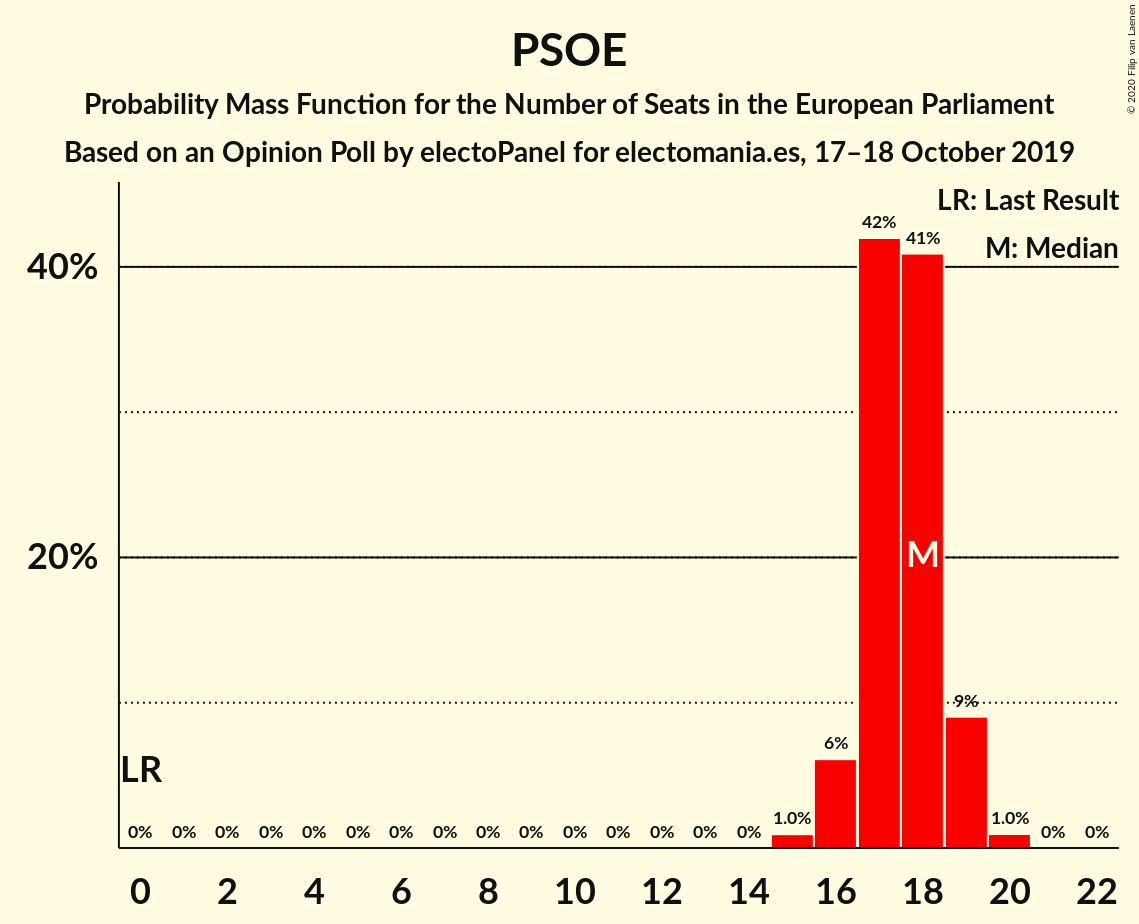 PSOE
Probability Mass Function for the Number of Seats in the European Parliament
Based on an Opinion Poll by electoPanel for electomania.es, 17–18 October 2019
© 2020 Filip van Laenen
LR: Last Result
M: Median
42%
41%
40%
20%
M
9%
6%
LR
1.0%
1.0%
0% 0% 0% 0% 0% 0% 0% 0% 0% 0% 0% 0% 0% 0% 0% 0% 0%
0 2 4 6 8 10 12 14 16 18 20 22